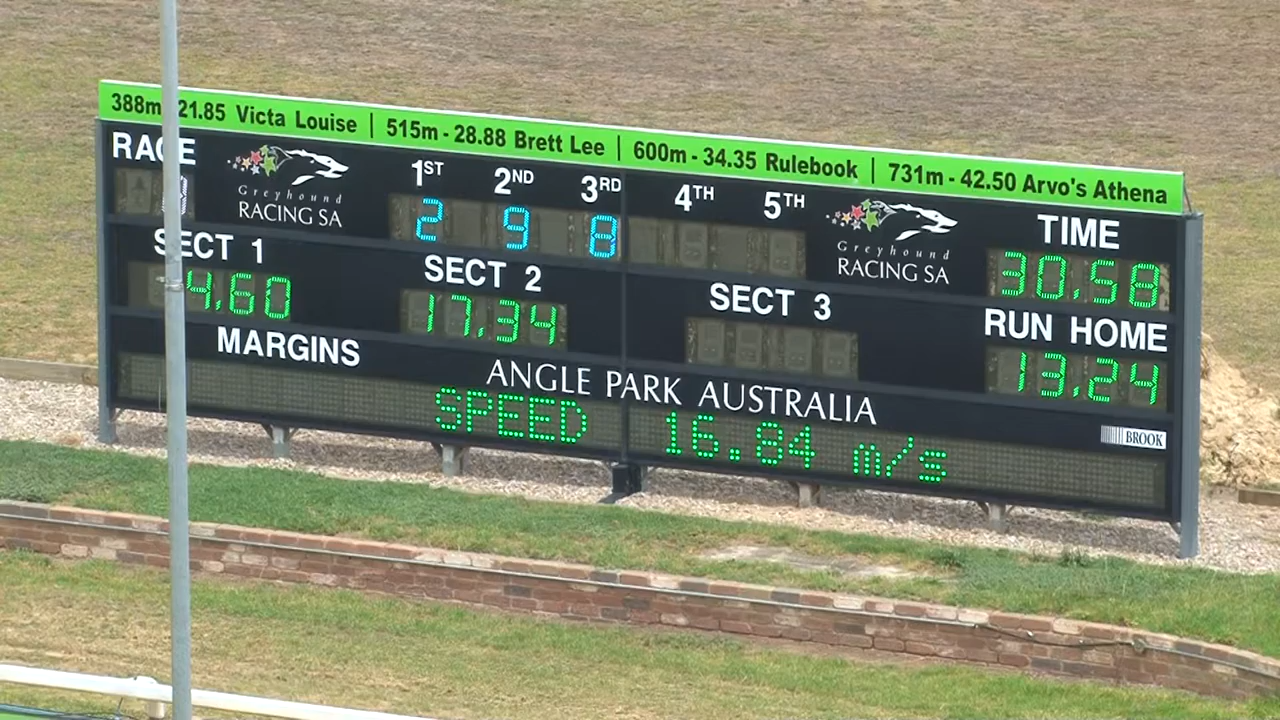 388m 21.85 Victa Louise | 515m - 28.88 Brett Lee | 600m - 34.35 Rulebook | 731m - 42.50 Arvo's Athena
RACE
Greyhound
RACING SA
1ST 2ND 3RD 4TH 5TH
2 9 8
Greyhound
RACING SA
TIME
30.58
SECT 1
4.60
SECT 2
17.34
SECT 3
RUN HOME
13.24
MARGINS
ANGLE PARK AUSTRALIA
BROOK
SPEED 16.84 m/s